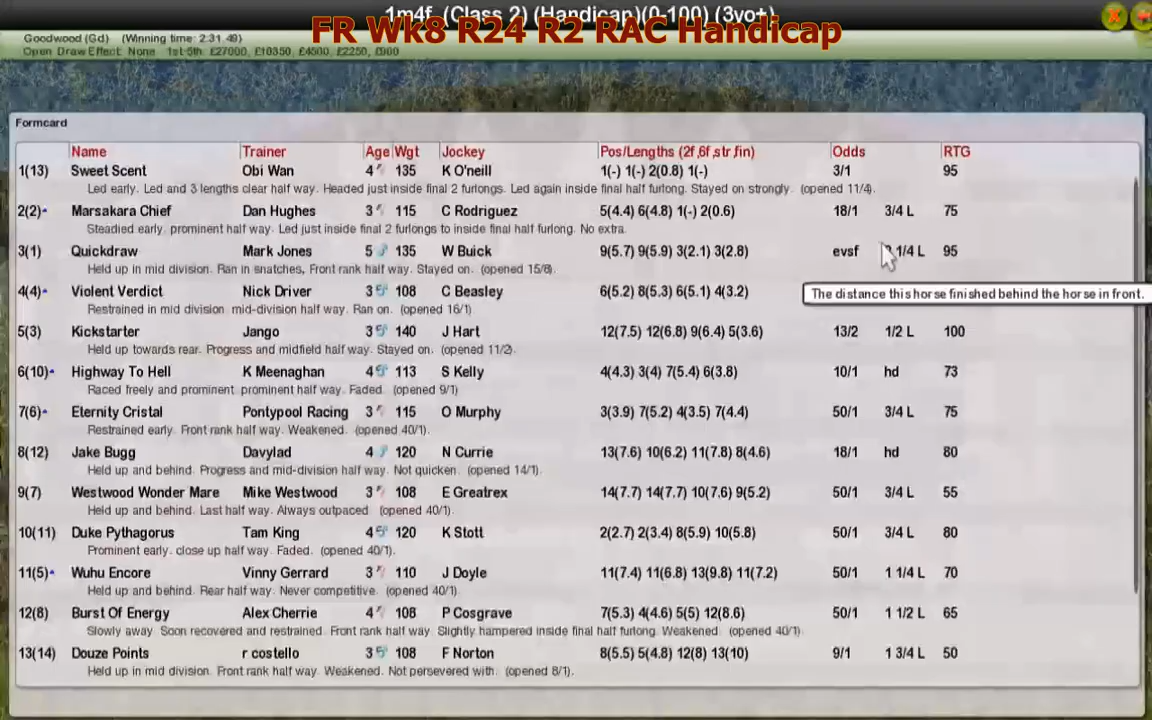 1m4f. (Class 2) (Handicap)(0-100) (3yo+)
FR Wk8 R24 R2 RAC Handicap
Goodwood (Gd) (Winning time: 2:31.49)
Open Draw Effect: None 1st-5th: £27000, £10350, £4500, £2250, £900
Formcard
Name Trainer Age Wgt Jockey Pos/Lengths (2f,6f,str,fin) Odds RTG
1(13) Sweet Scent Obi Wan 4 135 K O'neill 1(-) 1(-) 2(0.8) 1(-) 3/1 95
Led early. Led and 3 lengths clear half way. Headed just inside final 2 furlongs. Led again inside final half furlong. Stayed on strongly. (opened 11/4).
2(2) Marsakara Chief Dan Hughes 3 115 C Rodriguez 5(4.4) 6(4.8) 1(-) 2(0.6) 18/1 3/4 L 75
Steadied early. prominent half way. Led just inside final 2 furlongs to inside final half furlong. No extra.
3(1) Quickdraw Mark Jones 5 135 W Buick 9(5.7) 9(5.9) 3(2.1) 3(2.8) evsf 1/4 L 95
Held up in mid division. Ran in snatches, Front rank half way. Stayed on. (opened 15/8).
4(4) Violent Verdict Nick Driver 3 108 C Beasley 6(5.2) 8(5.3) 6(5.1) 4(3.2)
Restrained in mid division. mid-division half way. Ran on. (opened 16/1)
The distance this horse finished behind the horse in front.
5(3) Kickstarter Jango 3 140 J Hart 12(7.5) 12(6.8) 9(6.4) 5(3.6) 13/2 1/2 L 100
Held up towards rear. Progress and midfield half way. Stayed on. (opened 11/2).
6(10) Highway To Hell K Meenaghan 4 113 S Kelly 4(4.3) 3(4) 7(5.4) 6(3.8) 10/1 hd 73
Raced freely and prominent. prominent half way. Faded. (opened 9/1)
7(6) Eternity Cristal Pontypool Racing 3 115 O Murphy 3(3.9) 7(5.2) 4(3.5) 7(4.4) 50/1 3/4 L 75
Restrained early. Front rank half way. Weakened. (opened 40/1).
8(12) Jake Bugg Davylad 4 120 N Currie 13(7.6) 10(6.2) 11(7.8) 8(4.6) 18/1 hd 80
Held up and behind. Progress and mid-division half way. Not quicken. (opened 14/1).
9(7) Westwood Wonder Mare Mike Westwood 3 108 E Greatrex 14(7.7) 14(7.7) 10(7.6) 9(5.2) 50/1 3/4 L 55
Held up and behind. Last half way. Always outpaced. (opened 40/1).
10(11) Duke Pythagorus Tam King 4 120 K Stott 2(2.7) 2(3.4) 8(5.9) 10(5.8) 50/1 3/4 L 80
Prominent early. close up half way. Faded. (opened 40/1).
11(5) Wuhu Encore Vinny Gerrard 3 110 J Doyle 11(7.4) 11(6.8) 13(9.8) 11(7.2) 50/1 1 1/4 L 70
Held up and behind. Rear half way. Never competitive. (opened 40/1).
12(8) Burst Of Energy Alex Cherrie 4 108 P Cosgrave 7(5.3) 4(4.6) 5(5) 12(8.6) 50/1 1 1/2 L 65
Slowly away. Soon recovered and restrained. Front rank half way. Slightly hampered inside final half furlong. Weakened. (opened 40/1)
13(14) Douze Points r costello 3 108 F Norton 8(5.5) 5(4.8) 12(8) 13(10) 9/1 1 3/4 L 50
Held up in mid division. Front rank half way. Weakened. Not persevered with. (opened 8/1).